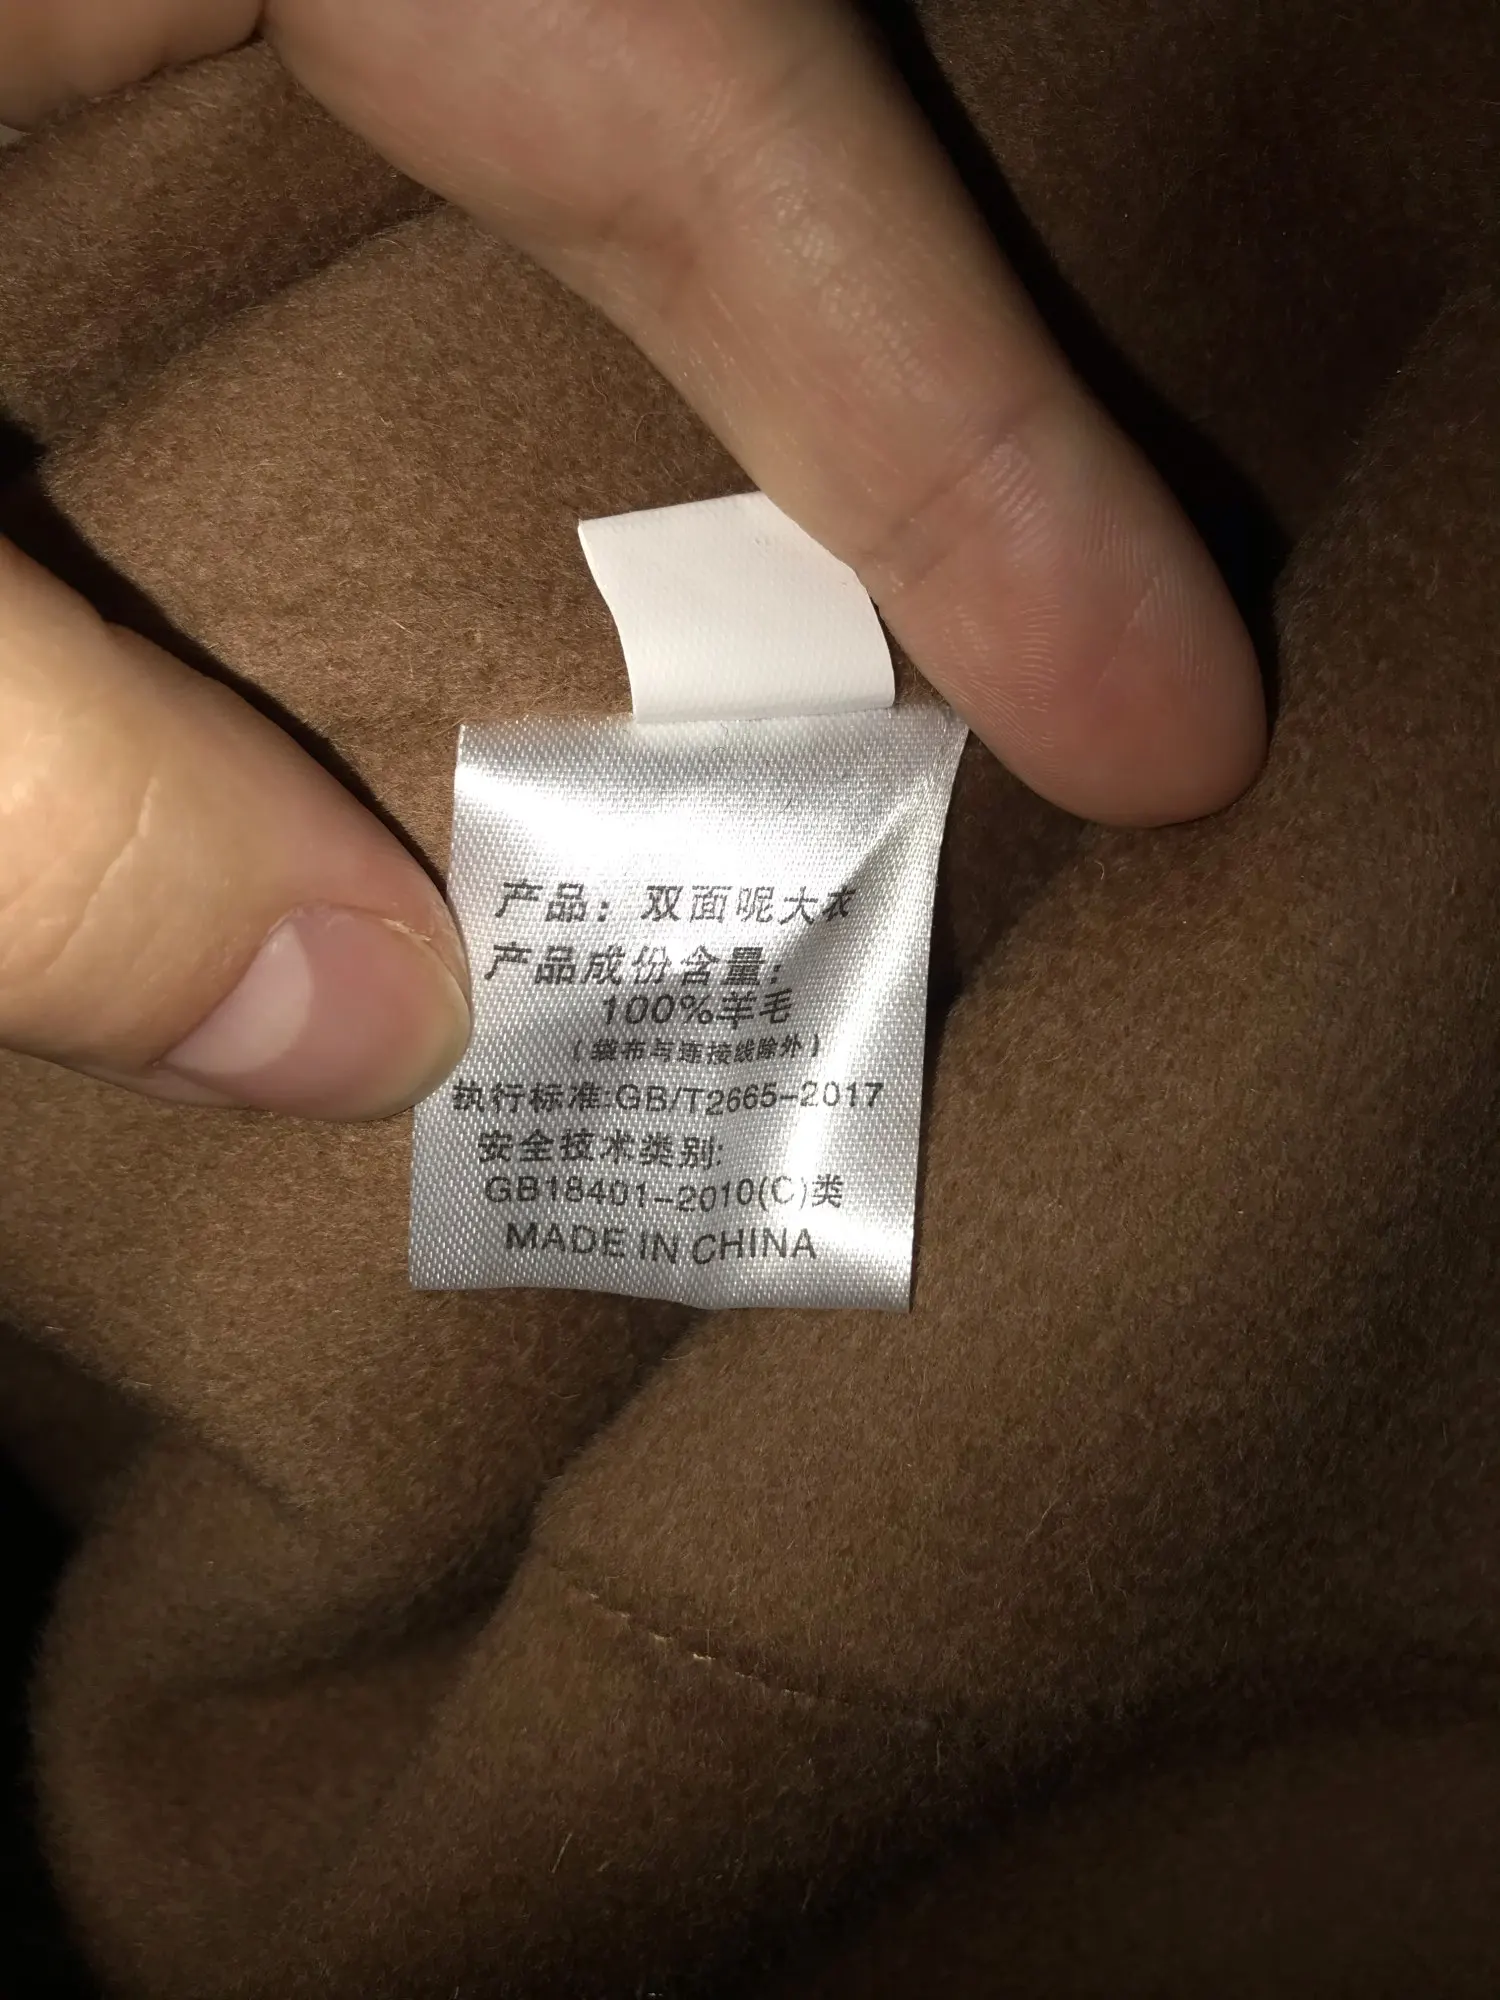 产品：双面呢大衣
产品成份含量：
100%羊毛
（袋布与连接线除外）
执行标准:GB/T2665-2017
安全技术类别:
GB18401-2010(C)类
MADE IN CHINA